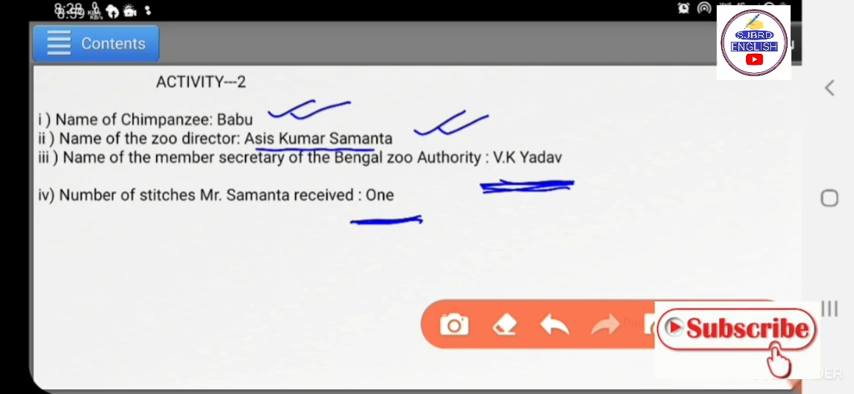 Contents
SJBRD
ENGLISH
ACTIVITY---2
i ) Name of Chimpanzee: Babu
ii ) Name of the zoo director: Asis Kumar Samanta
iii ) Name of the member secretary of the Bengal zoo Authority : V.K Yadav
iv) Number of stitches Mr. Samanta received : One
Subscribe